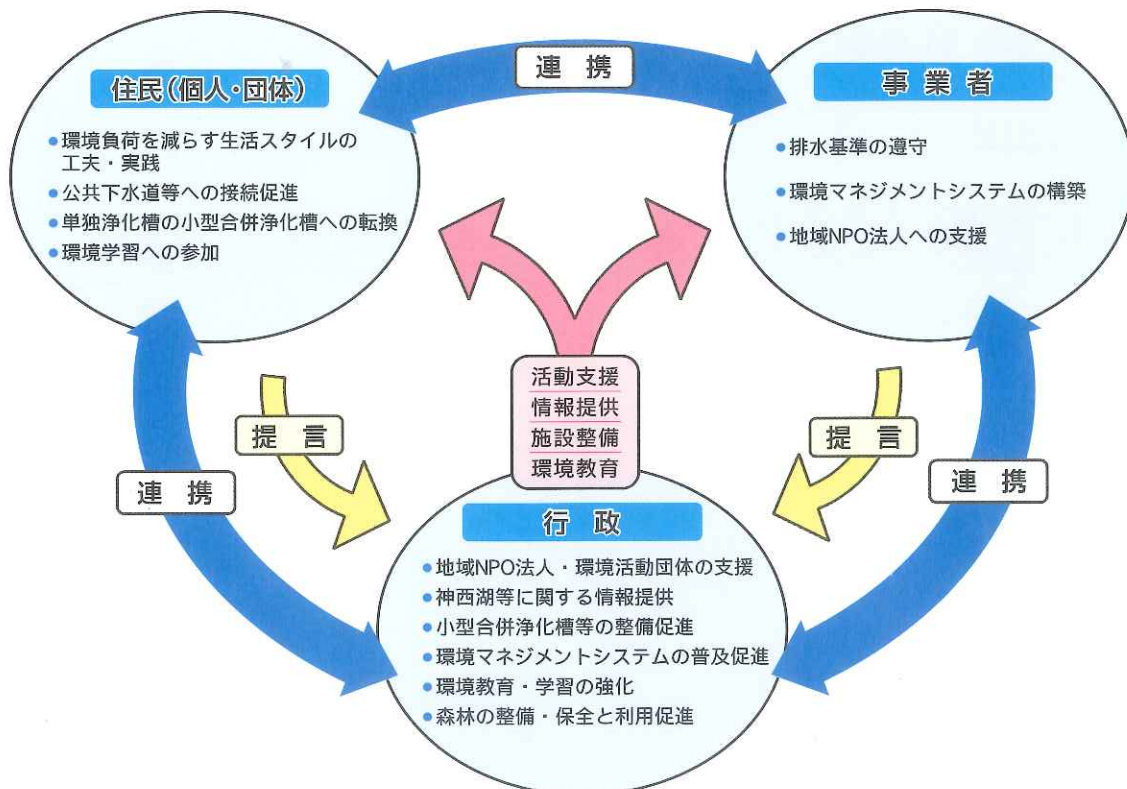 連携
住民(個人・団体)
●環境負荷を減らす生活スタイルの
工夫・実践
●公共下水道等への接続促進
●単独浄化槽の小型合併浄化槽への転換
●環境学習への参加
事業者
●排水基準の遵守
●環境マネジメントシステムの構築
●地域NPO法人への支援
活動支援
情報提供
施設整備
環境教育
提言
提言
連携
連携
行政
●地域NPO法人・環境活動団体の支援
●神西湖等に関する情報提供
●小型合併浄化槽等の整備促進
●環境マネジメントシステムの普及促進
●環境教育・学習の強化
●森林の整備・保全と利用促進